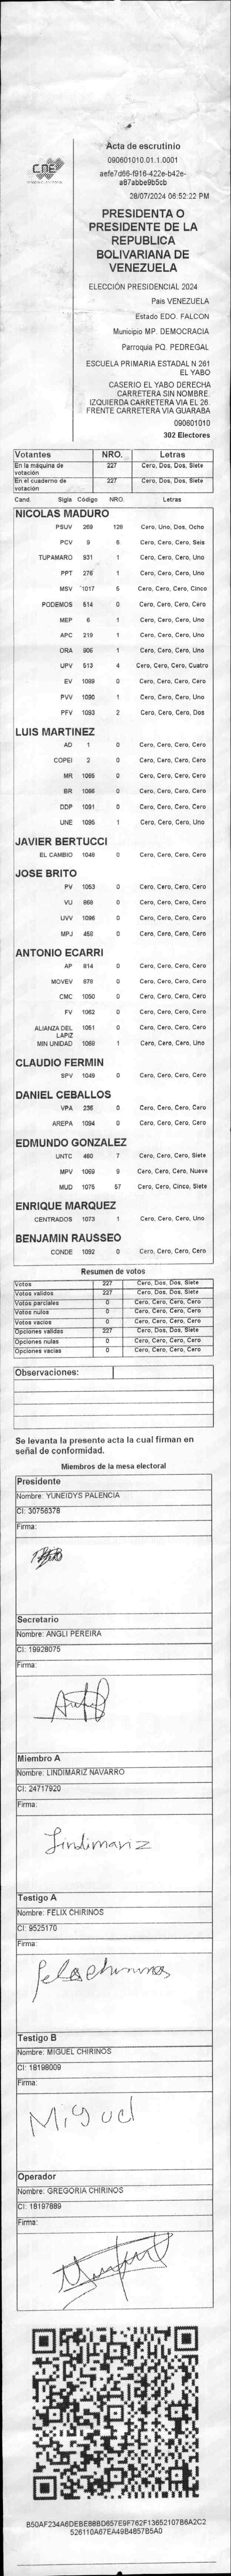 CNE
Acta de escrutinio
090601010.01.1.0001
aefe7d66-f916-422e-b42e-
a87abbe9b5cb
28/07/2024 06:52:22 PM
PRESIDENTA O
PRESIDENTE DE LA
REPUBLICA
BOLIVARIANA DE
VENEZUELA
ELECCIÓN PRESIDENCIAL 2024
Pais VENEZUELA
Estado EDO. FALCON
Municipio MP. DEMOCRACIA
Parroquia PQ. PEDREGAL
ESCUELA PRIMARIA ESTADAL N 261
EL YABO
CASERIO EL YABO DERECHA
CARRETERA SIN NOMBRE.
IZQUIERDA CARRETERA VIA EL 26.
FRENTE CARRETERA VIA GUARABA
090601010
302 Electores
Votantes NRO. Letras
En la máquina de votación 227 Cero, Dos, Dos, Siete
En el cuaderno de votación 227 Cero, Dos, Dos, Siete
Cand. Sigla Código NRO. Letras
NICOLAS MADURO
PSUV 269 128 Cero, Uno, Dos, Ocho
PCV 9 6 Cero, Cero, Cero, Seis
TUPAMARO 931 1 Cero, Cero, Cero, Uno
PPT 276 1 Cero, Cero, Cero, Uno
MSV 1017 5 Cero, Cero, Cero, Cinco
PODEMOS 514 0 Cero, Cero, Cero, Cero
MEP 6 1 Cero, Cero, Cero, Uno
APC 219 1 Cero, Cero, Cero, Uno
ORA 906 1 Cero, Cero, Cero, Uno
UPV 513 4 Cero, Cero, Cero, Cuatro
EV 1089 0 Cero, Cero, Cero, Cero
PVV 1090 1 Cero, Cero, Cero, Uno
PFV 1093 2 Cero, Cero, Cero, Dos
LUIS MARTINEZ
AD 1 0 Cero, Cero, Cero, Cero
COPEI 2 0 Cero, Cero, Cero, Cero
MR 1065 0 Cero, Cero, Cero, Cero
BR 1066 0 Cero, Cero, Cero, Cero
DDP 1091 0 Cero, Cero, Cero, Cero
UNE 1095 1 Cero, Cero, Cero, Uno
JAVIER BERTUCCI
EL CAMBIO 1048 0 Cero, Cero, Cero, Cero
JOSE BRITO
PV 1053 0 Cero, Cero, Cero, Cero
VU 868 0 Cero, Cero, Cero, Cero
UVV 1096 0 Cero, Cero, Cero, Cero
MPJ 458 0 Cero, Cero, Cero, Cero
ANTONIO ECARRI
AP 814 0 Cero, Cero, Cero, Cero
MOVEV 878 0 Cero, Cero, Cero, Cero
CMC 1050 0 Cero, Cero, Cero, Cero
FV 1062 0 Cero, Cero, Cero, Cero
ALIANZA DEL LAPIZ 1051 0 Cero, Cero, Cero, Cero
MIN UNIDAD 1068 1 Cero, Cero, Cero, Uno
CLAUDIO FERMIN
SPV 1049 0 Cero, Cero, Cero, Cero
DANIEL CEBALLOS
VPA 236 0 Cero, Cero, Cero, Cero
AREPA 1094 0 Cero, Cero, Cero, Cero
EDMUNDO GONZALEZ
UNTC 460 7 Cero, Cero, Cero, Siete
MPV 1069 9 Cero, Cero, Cero, Nueve
MUD 1075 57 Cero, Cero, Cinco, Siete
ENRIQUE MARQUEZ
CENTRADOS 1073 1 Cero, Cero, Cero, Uno
BENJAMIN RAUSSEO
CONDE 1092 0 Cero, Cero, Cero, Cero
Resumen de votos
Votos 227 Cero, Dos, Dos, Siete
Votos validos 227 Cero, Dos, Dos, Siete
Votos parciales 0 Cero, Cero, Cero, Cero
Votos nulos 0 Cero, Cero, Cero, Cero
Votos vacios 0 Cero, Cero, Cero, Cero
Opciones validas 227 Cero, Dos, Dos, Siete
Opciones nulas 0 Cero, Cero, Cero, Cero
Opciones vacias 0 Cero, Cero, Cero, Cero
Observaciones:
Se levanta la presente acta la cual firman en
señal de conformidad.
Miembros de la mesa electoral
Presidente
Nombre: YUNEIDYS PALENCIA
CI: 30756378
Firma:
Secretario
Nombre: ANGLI PEREIRA
CI: 19928075
Firma:
Miembro A
Nombre: LINDIMARIZ NAVARRO
CI: 24717920
Firma:
Lindimariz
Testigo A
Nombre: FELIX CHIRINOS
CI: 9525170
Firma:
Testigo B
Nombre: MIGUEL CHIRINOS
CI: 18198009
Firma:
Miguel
Operador
Nombre: GREGORIA CHIRINOS
CI: 18197889
Firma:
B50AF234A6DEBE88BD657E9F762F13652107B6A2C2
526110A67EA49B4857B5A0